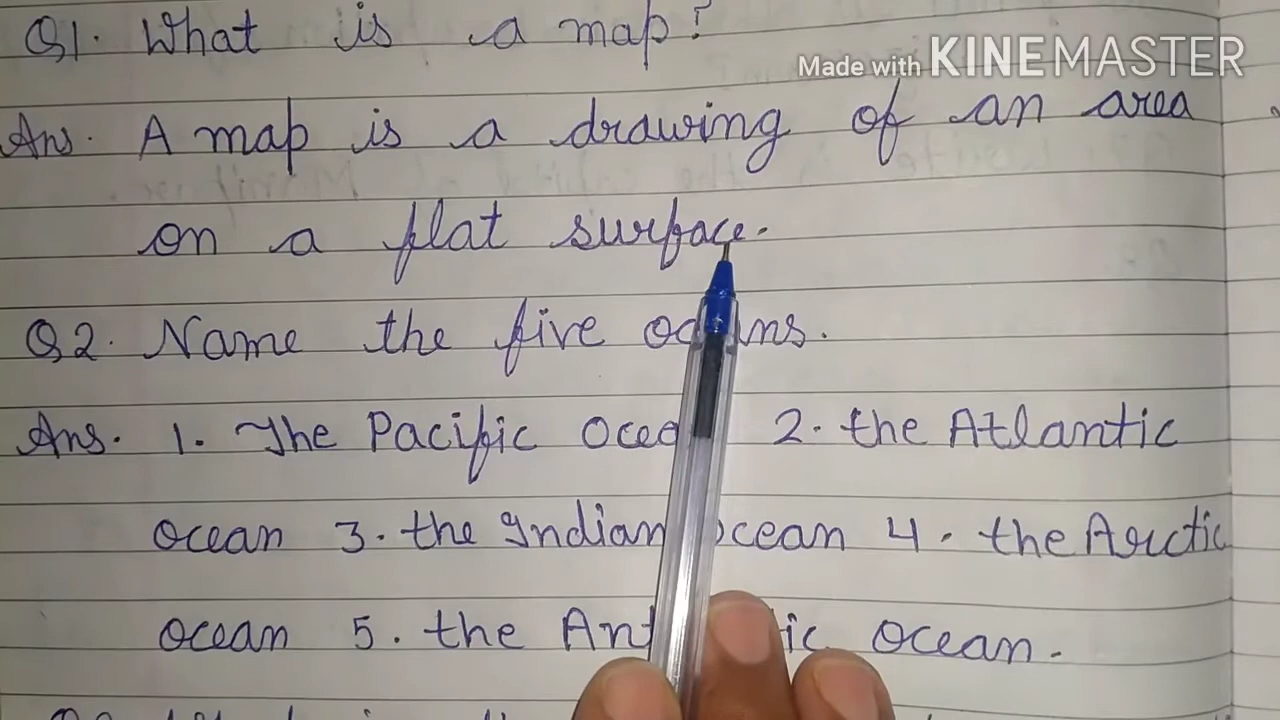 Q1. What is a map?
Made with KINEMASTER
Ans. A map is a drawing of an area
on a flat surface.
Q2. Name the five
Ans. 1. The Pacific 2. the Atlantic
ocean 3. the Indian 4. the Arctic
ocean 5. the ocean.